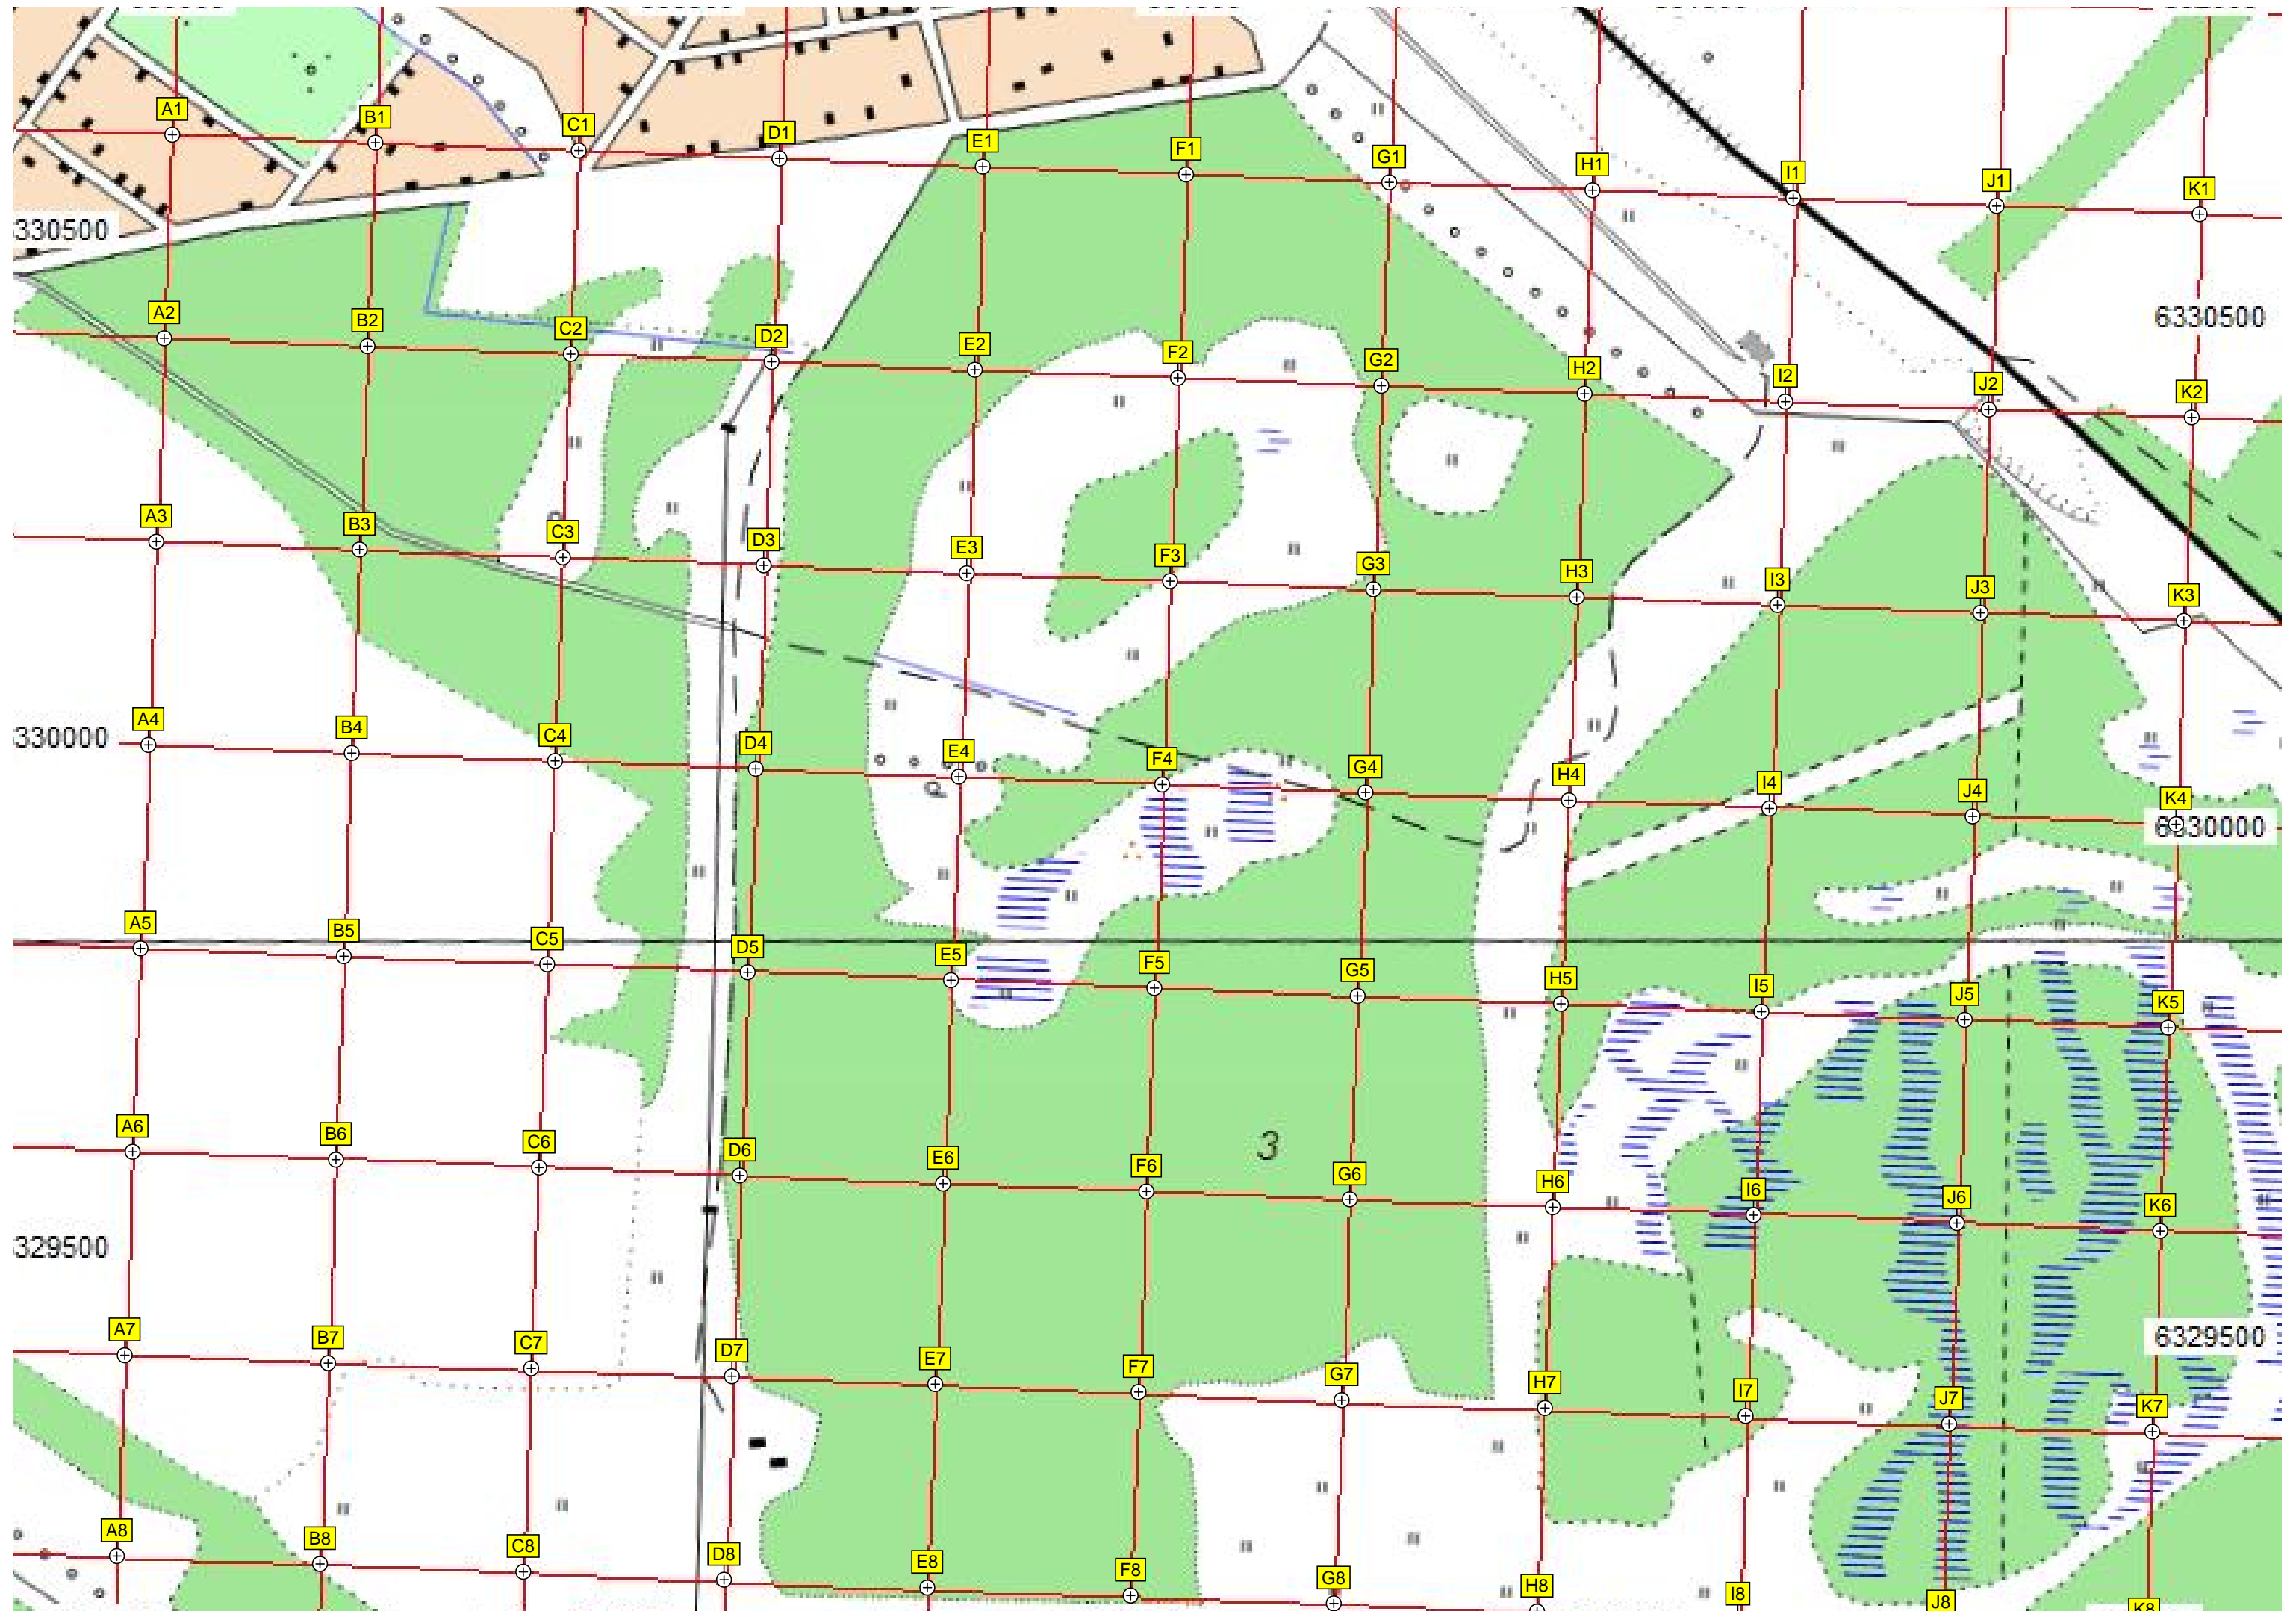 A1 B1 C1 D1 E1 F1 G1 H1 I1 J1 K1
330500
6330500
A2 B2 C2 D2 E2 F2 G2 H2 I2 J2 K2
A3 B3 C3 D3 E3 F3 G3 H3 I3 J3 K3
330000
A4 B4 C4 D4 E4 F4 G4 H4 I4 J4 K4
6330000
A5 B5 C5 D5 E5 F5 G5 H5 I5 J5 K5
3
A6 B6 C6 D6 E6 F6 G6 H6 I6 J6 K6
329500
6329500
A7 B7 C7 D7 E7 F7 G7 H7 I7 J7 K7
A8 B8 C8 D8 E8 F8 G8 H8 I8 J8 K8